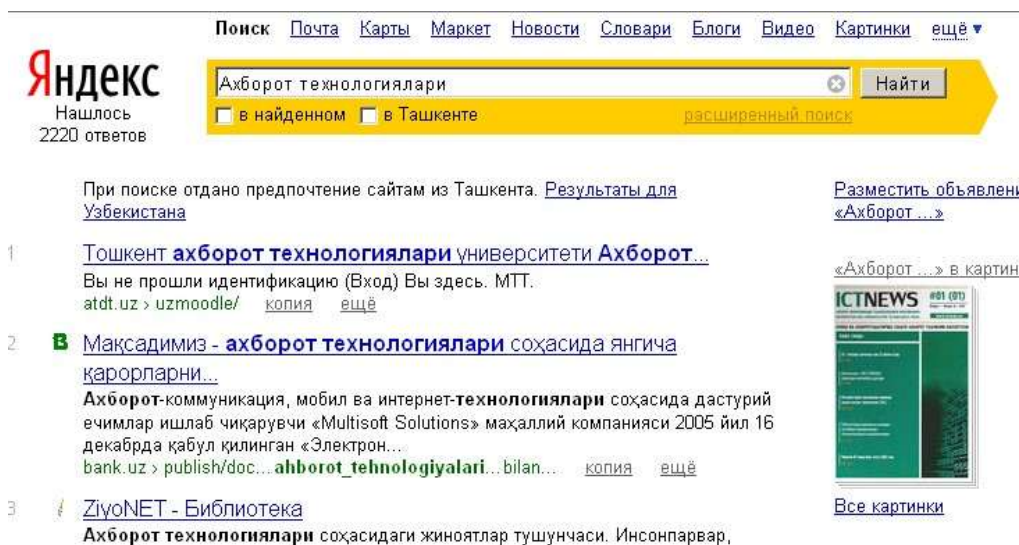 Поиск Почта Карты Маркет Новости Словари Блоги Видео Картинки ещё
Яндекс
Нашлось
2220 ответов
Ахборот технологиялари
Найти
в найденном в Ташкенте расширенный поиск
При поиске отдано предпочтение сайтам из Ташкента. Результаты для
Узбекистана
1 Тошкент ахборот технологиялари университети Ахборот...
Вы не прошли идентификацию (Вход) Вы здесь. МТТ.
atdt.uz › uzmoodle/ копия ещё
2 В Мақсадимиз - ахборот технологиялари соҳасида янгича
қарорларни...
Ахборот-коммуникация, мобил ва интернет-технологиялари соҳасида дастурий
ечимлар ишлаб чиқарувчи «Multisoft Solutions» маҳаллий компанияси 2005 йил 16
декабрда қабул қилинган «Электрон...
bank.uz › publish/doc...ahborot_tehnologiyalari...bilan... копия ещё
3 ZiyoNET - Библиотека
Ахборот технологиялари соҳасидаги жиноятлар тушунчаси. Инсонпарвар,
Разместить объявлени
«Ахборот ...»
«Ахборот ...» в картин
ICTNEWS #01 (01)
Все картинки